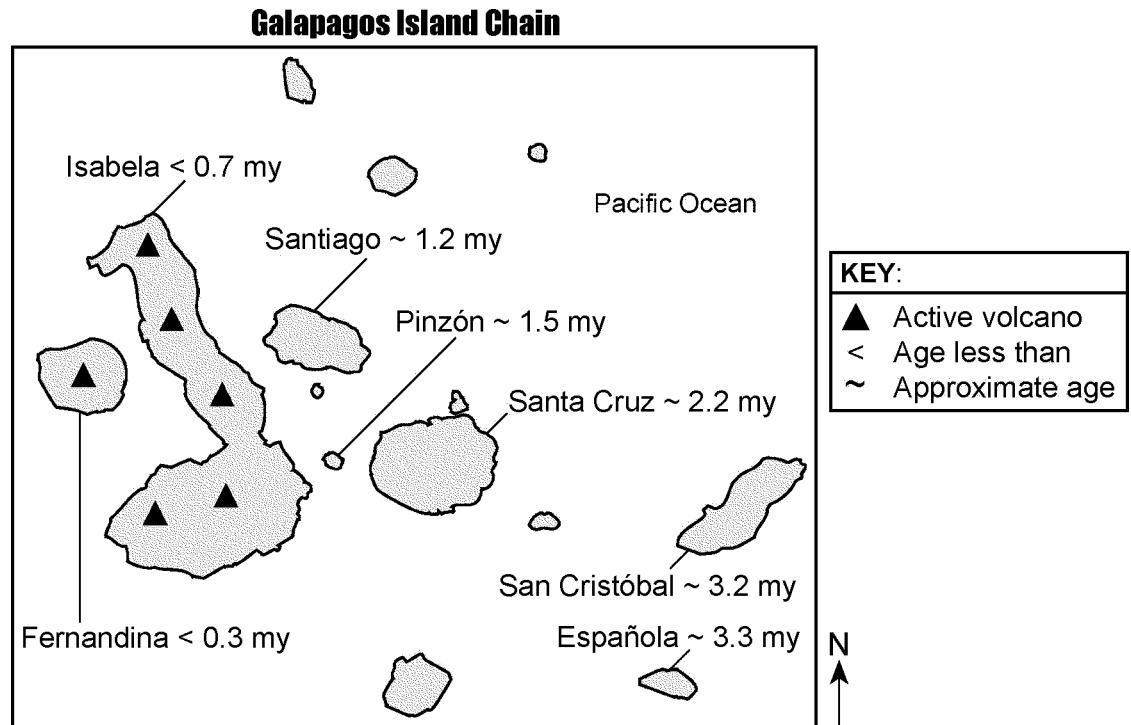 Galapagos Island Chain
Isabela < 0.7 my
Pacific Ocean
Santiago ~ 1.2 my
Pinzón ~ 1.5 my
Santa Cruz ~ 2.2 my
San Cristóbal ~ 3.2 my
Fernandina < 0.3 my
Española ~ 3.3 my
KEY:
▲ Active volcano
< Age less than
~ Approximate age
N